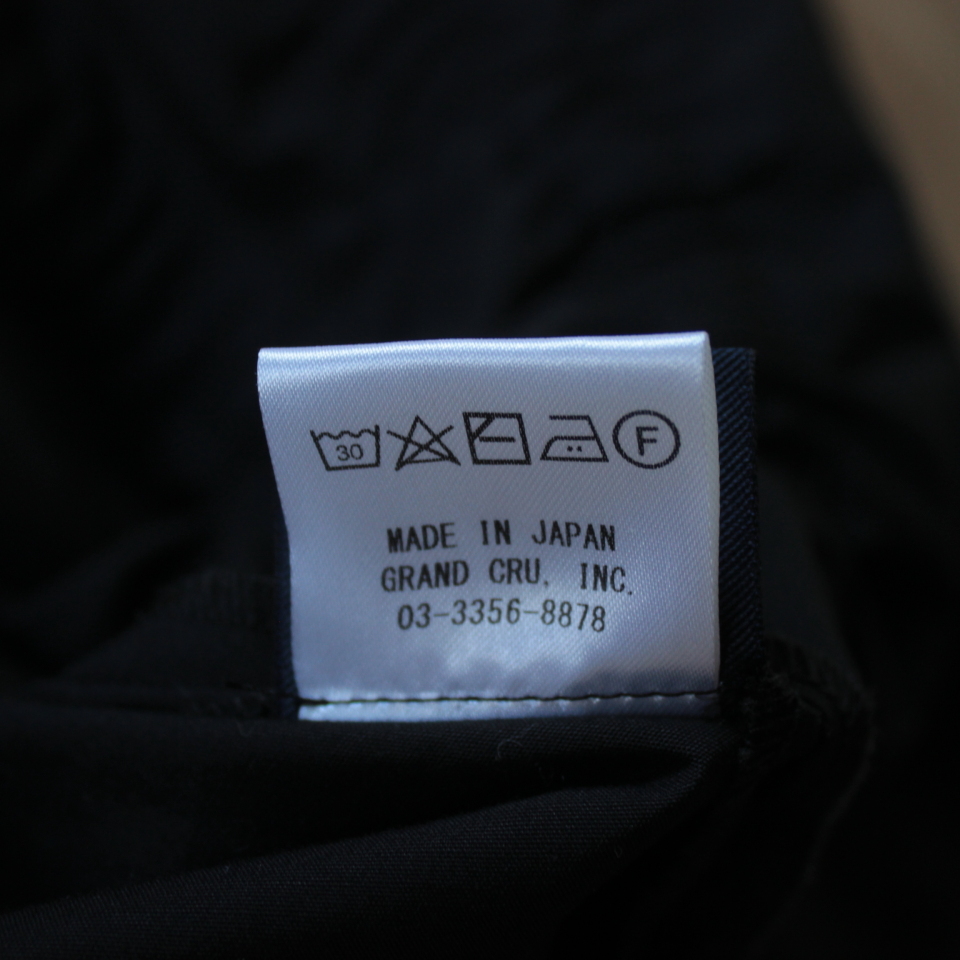 30 F
MADE IN JAPAN
GRAND CRU, INC.
03-3356-8878